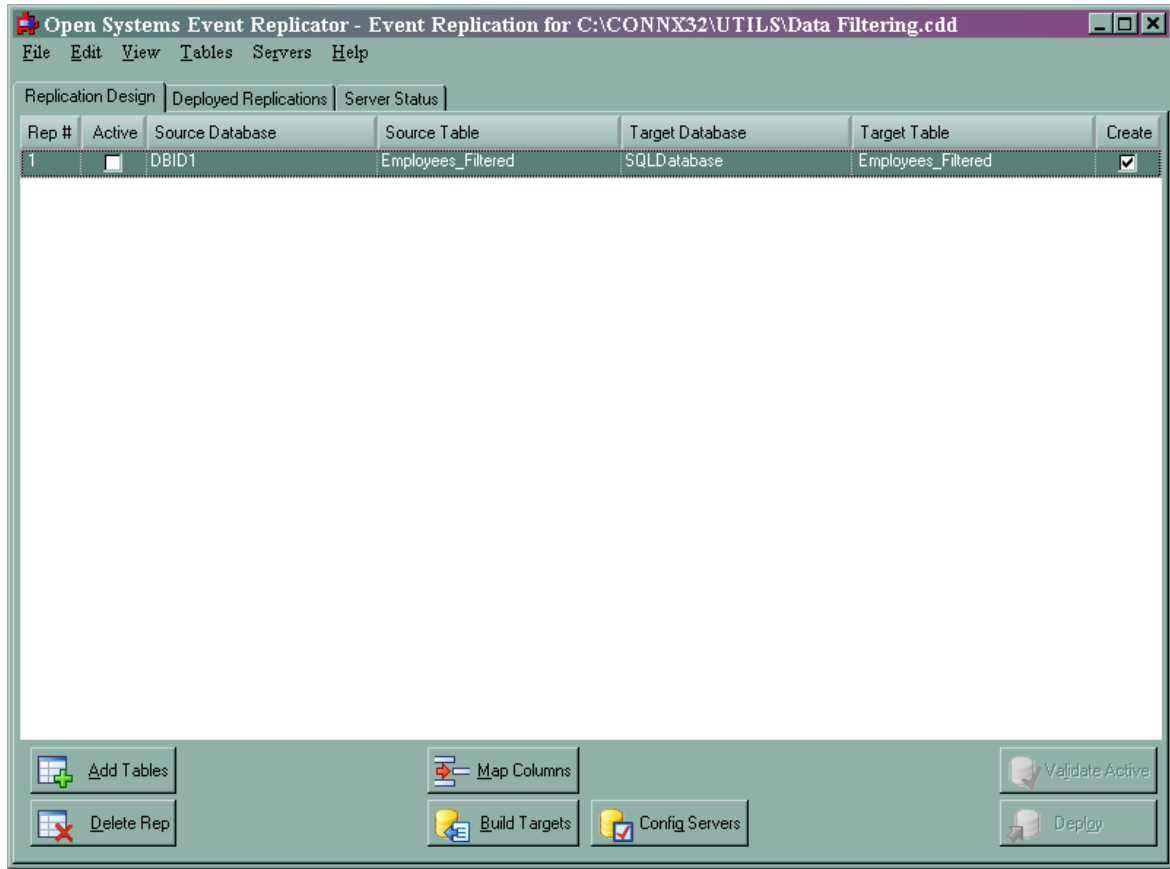 Open Systems Event Replicator - Event Replication for C:\CONNX32\UTILS\Data Filtering.cdd
File Edit View Tables Servers Help
Replication Design Deployed Replications Server Status
Rep # Active Source Database Source Table Target Database Target Table Create
1 DBID1 Employees_Filtered SQLDatabase Employees_Filtered
Add Tables Map Columns Validate Active
Delete Rep Build Targets Config Servers Deploy